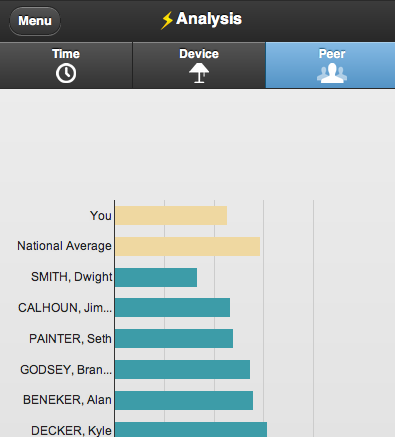 Menu
Analysis
Time
Device
Peer
You
National Average
SMITH, Dwight
CALHOUN, Jim...
PAINTER, Seth
GODSEY, Bran...
BENEKER, Alan
DECKER, Kyle